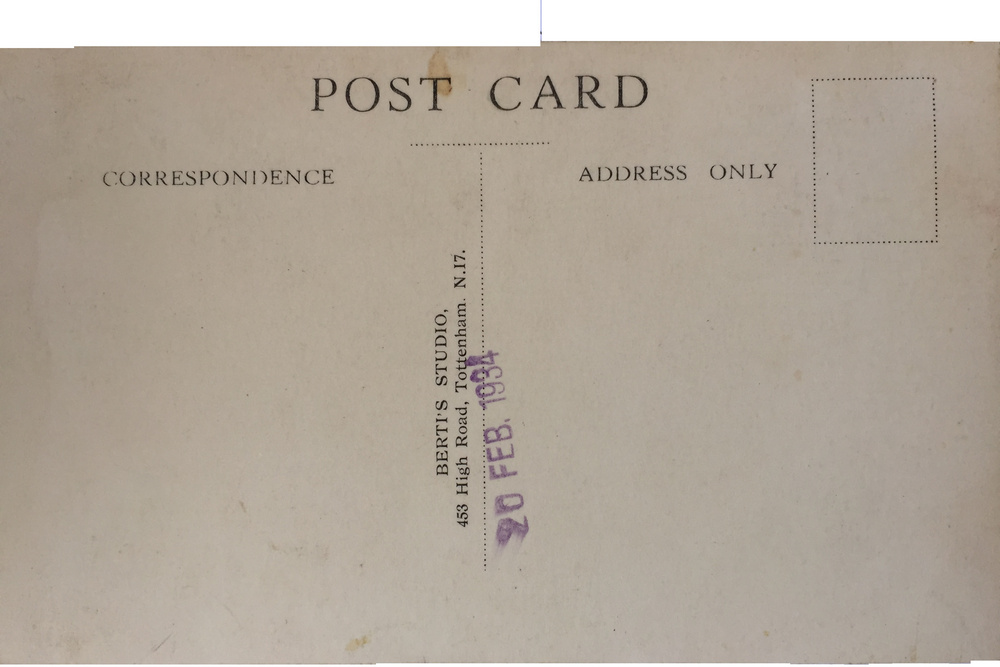 POST CARD
CORRESPONDENCE
ADDRESS ONLY
BERTI'S STUDIO,
453 High Road, Tottenham. N.17.
20 FEB. 1934